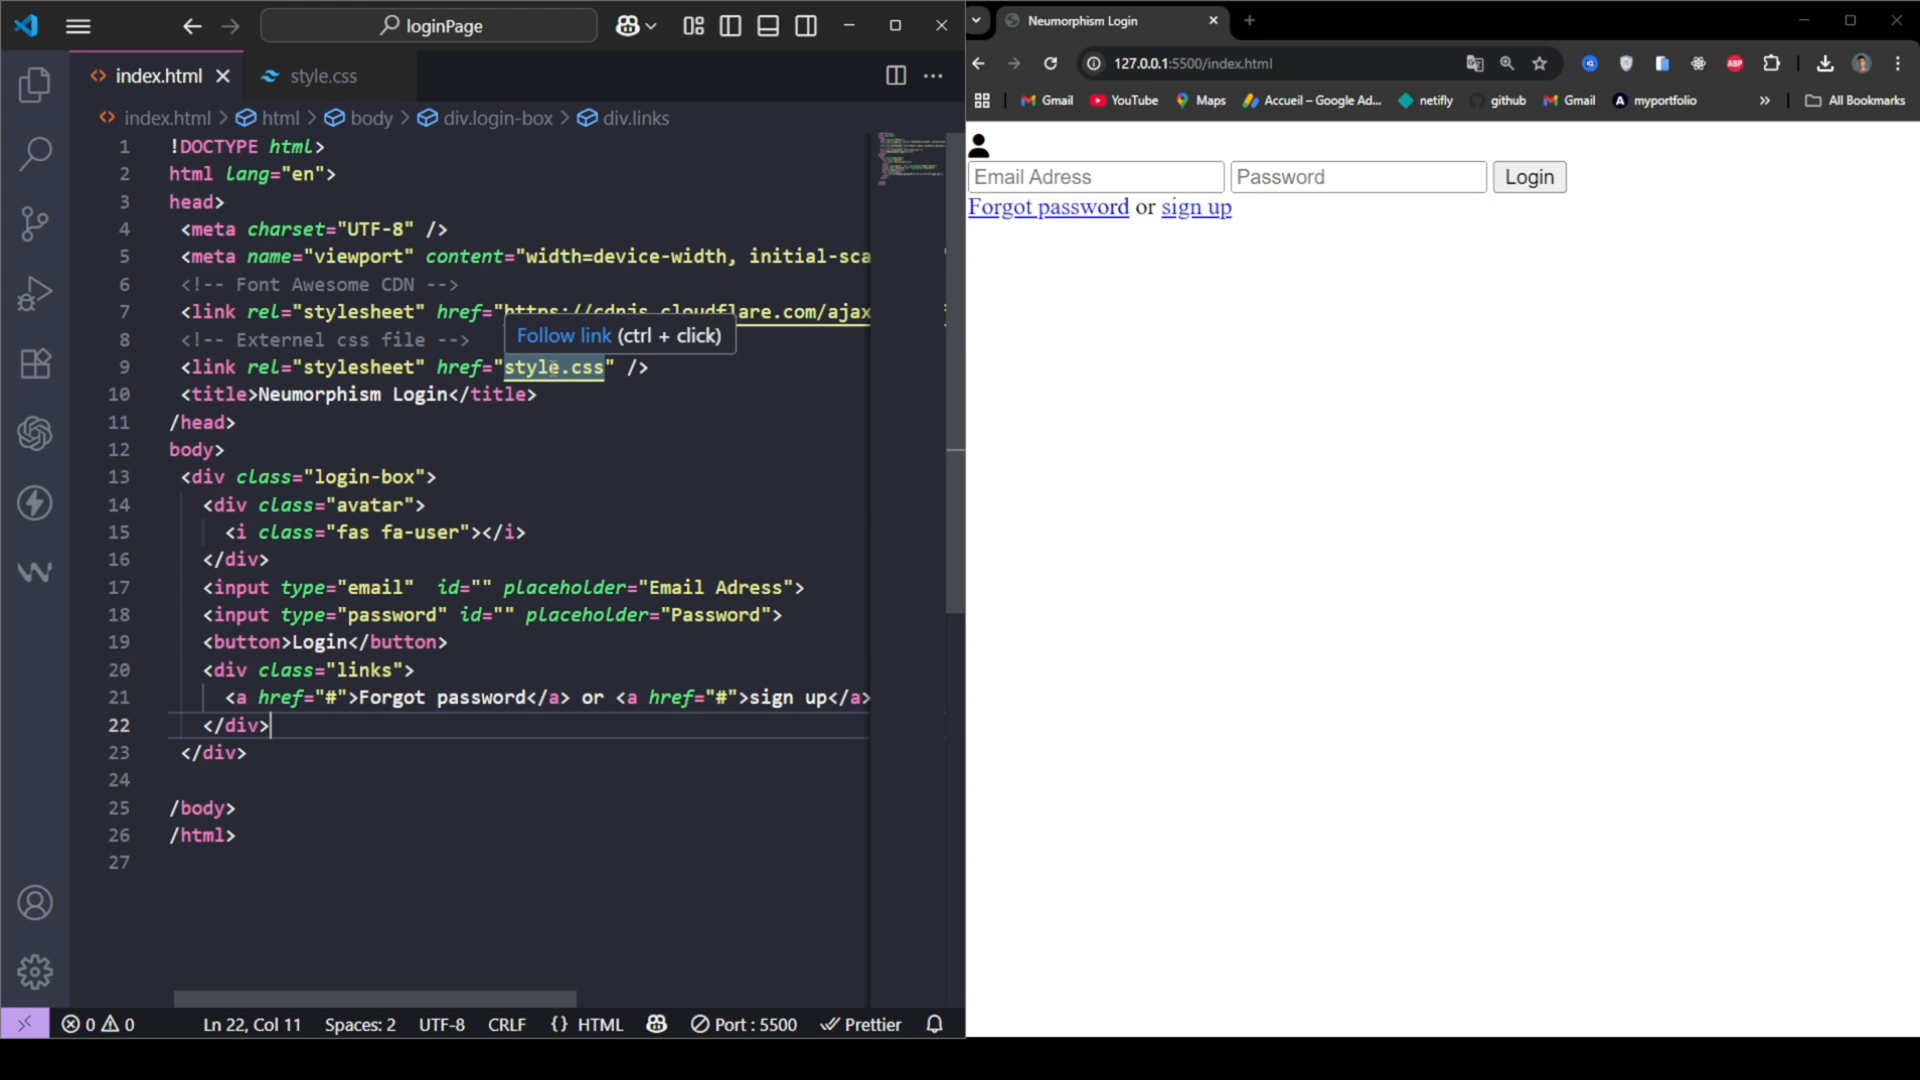 loginPage
index.html
style.css
index.html > html > body > div.login-box > div.links
1 !DOCTYPE html>
2 html lang="en">
3 head>
4 <meta charset="UTF-8" />
5 <meta name="viewport" content="width=device-width, initial-sca
6 <!-- Font Awesome CDN -->
7 <link rel="stylesheet" href="https://cdnjs.cloudflare.com/ajax
8 <!-- Externel css file -->
Follow link (ctrl + click)
9 <link rel="stylesheet" href="style.css" />
10 <title>Neumorphism Login</title>
11 /head>
12 body>
13 <div class="login-box">
14 <div class="avatar">
15 <i class="fas fa-user"></i>
16 </div>
17 <input type="email"  id="" placeholder="Email Adress">
18 <input type="password" id="" placeholder="Password">
19 <button>Login</button>
20 <div class="links">
21 <a href="#">Forgot password</a> or <a href="#">sign up</a>
22 </div>
23 </div>
24
25 /body>
26 /html>
27
0 0 Ln 22, Col 11 Spaces: 2 UTF-8 CRLF {} HTML Port : 5500 Prettier
Neumorphism Login
127.0.0.1:5500/index.html
ABP
Gmail YouTube Maps Accueil – Google Ad... netifly github Gmail A myportfolio » All Bookmarks
Email Adress Password Login
Forgot password or sign up